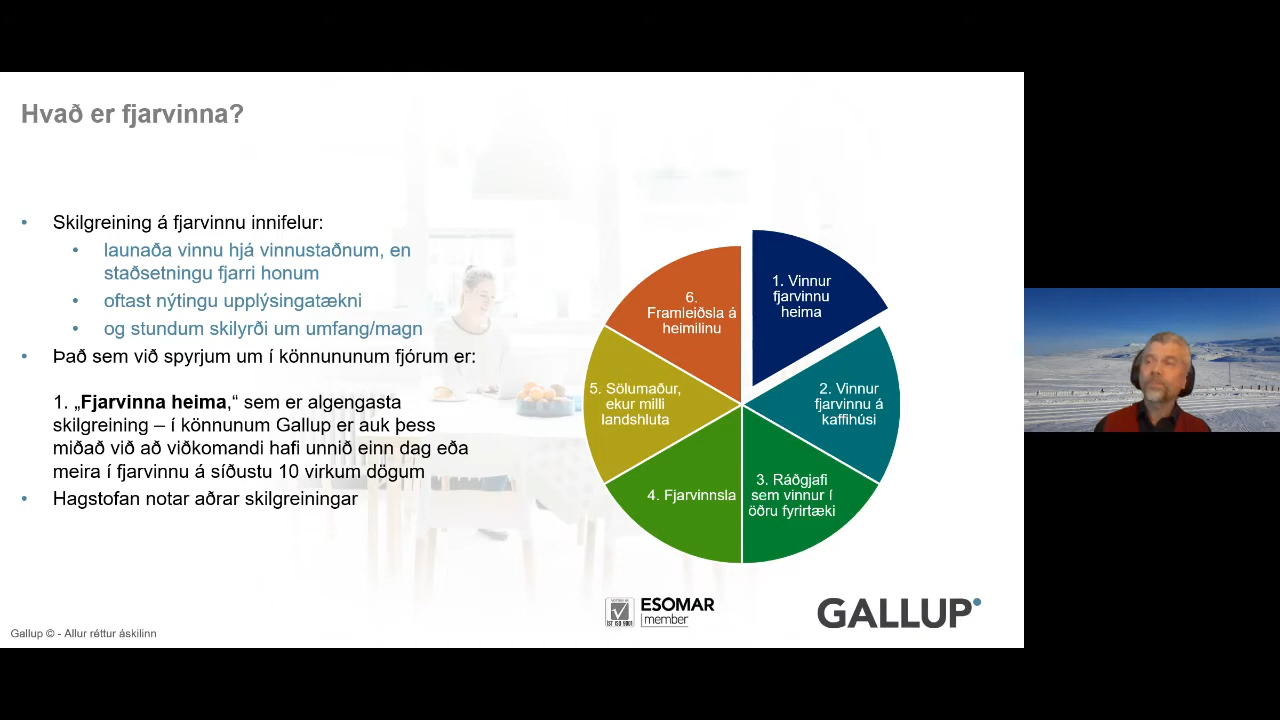 Hvað er fjarvinna?
• Skilgreining á fjarvinnu innifelur:
• launaða vinnu hjá vinnustaðnum, en
staðsetningu fjarri honum
• oftast nýtingu upplýsingatækni
• og stundum skilyrði um umfang/magn
• Það sem við spyrjum um í könnununum fjórum er:
1. „Fjarvinna heima,“ sem er algengasta
skilgreining – í könnunum Gallup er auk þess
miðað við að viðkomandi hafi unnið einn dag eða
meira í fjarvinnu á síðustu 10 virkum dögum
• Hagstofan notar aðrar skilgreiningar
1. Vinnur
fjarvinnu
heima
2. Vinnur
fjarvinnu á
kaffihúsi
3. Ráðgjafi
sem vinnur í
öðru fyrirtæki
4. Fjarvinnsla
5. Sölumaður,
ekur milli
landshluta
6.
Framleiðsla á
heimilinu
IST ISO 9001
ESOMAR
member
GALLUP
Gallup © - Allur réttur áskilinn